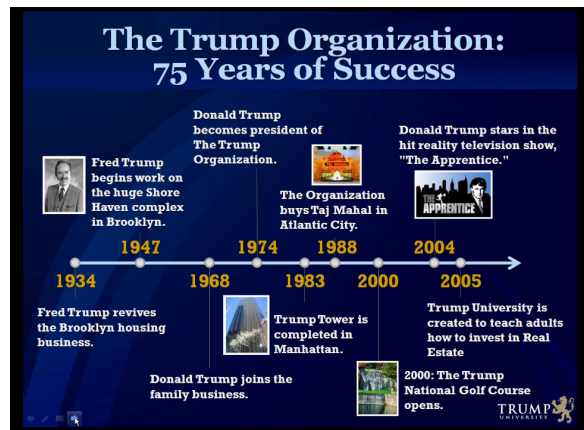 The Trump Organization:
75 Years of Success
Donald Trump
becomes president of
The Trump
Organization.
Donald Trump stars in the
hit reality television show,
"The Apprentice."
Fred Trump
begins work on
the huge Shore
Haven complex
in Brooklyn.
The Organization
buys Taj Mahal in
Atlantic City.
THE
APPRENTICE
1947
1974
1988
2004
1934
1968
1983
2000
2005
Fred Trump revives
the Brooklyn housing
business.
Trump Tower is
completed in
Manhattan.
Trump University is
created to teach adults
how to invest in Real
Estate
Donald Trump joins the
family business.
2000: The Trump
National Golf Course
opens.
TRUMP
UNIVERSITY